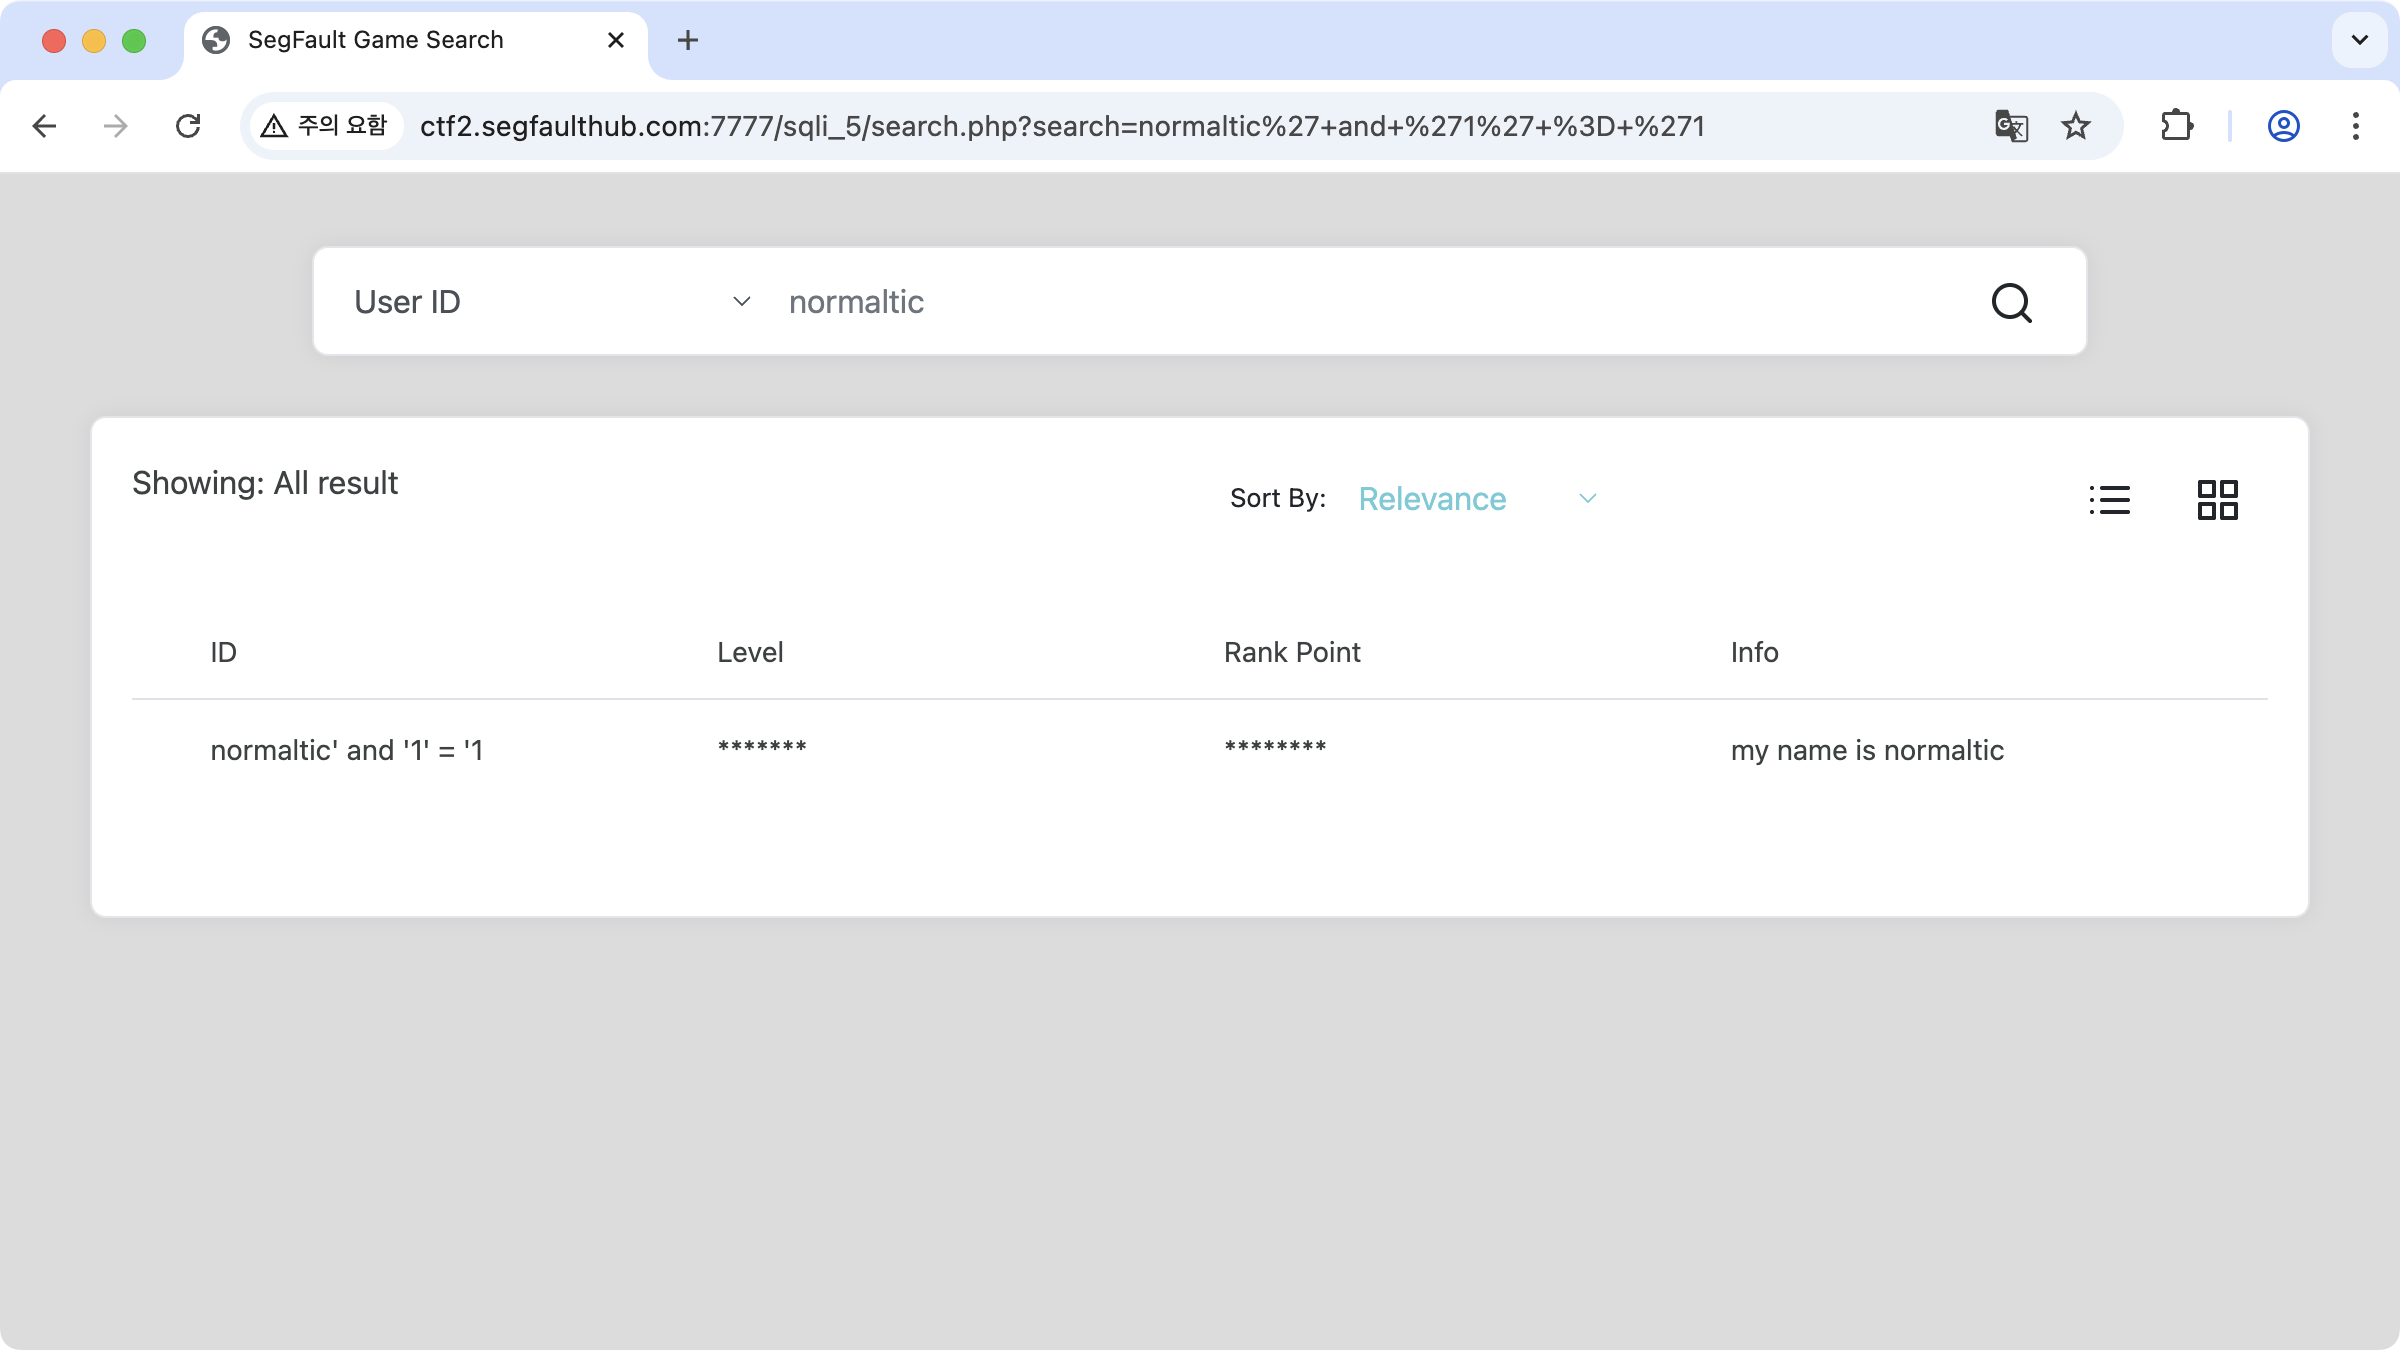 SegFault Game Search
주의 요함
ctf2.segfaulthub.com:7777/sqli_5/search.php?search=normaltic%27+and+%271%27+%3D+%271
User ID
normaltic
Showing: All result
Sort By: Relevance
ID Level Rank Point Info
normaltic' and '1' = '1 ******* ******** my name is normaltic